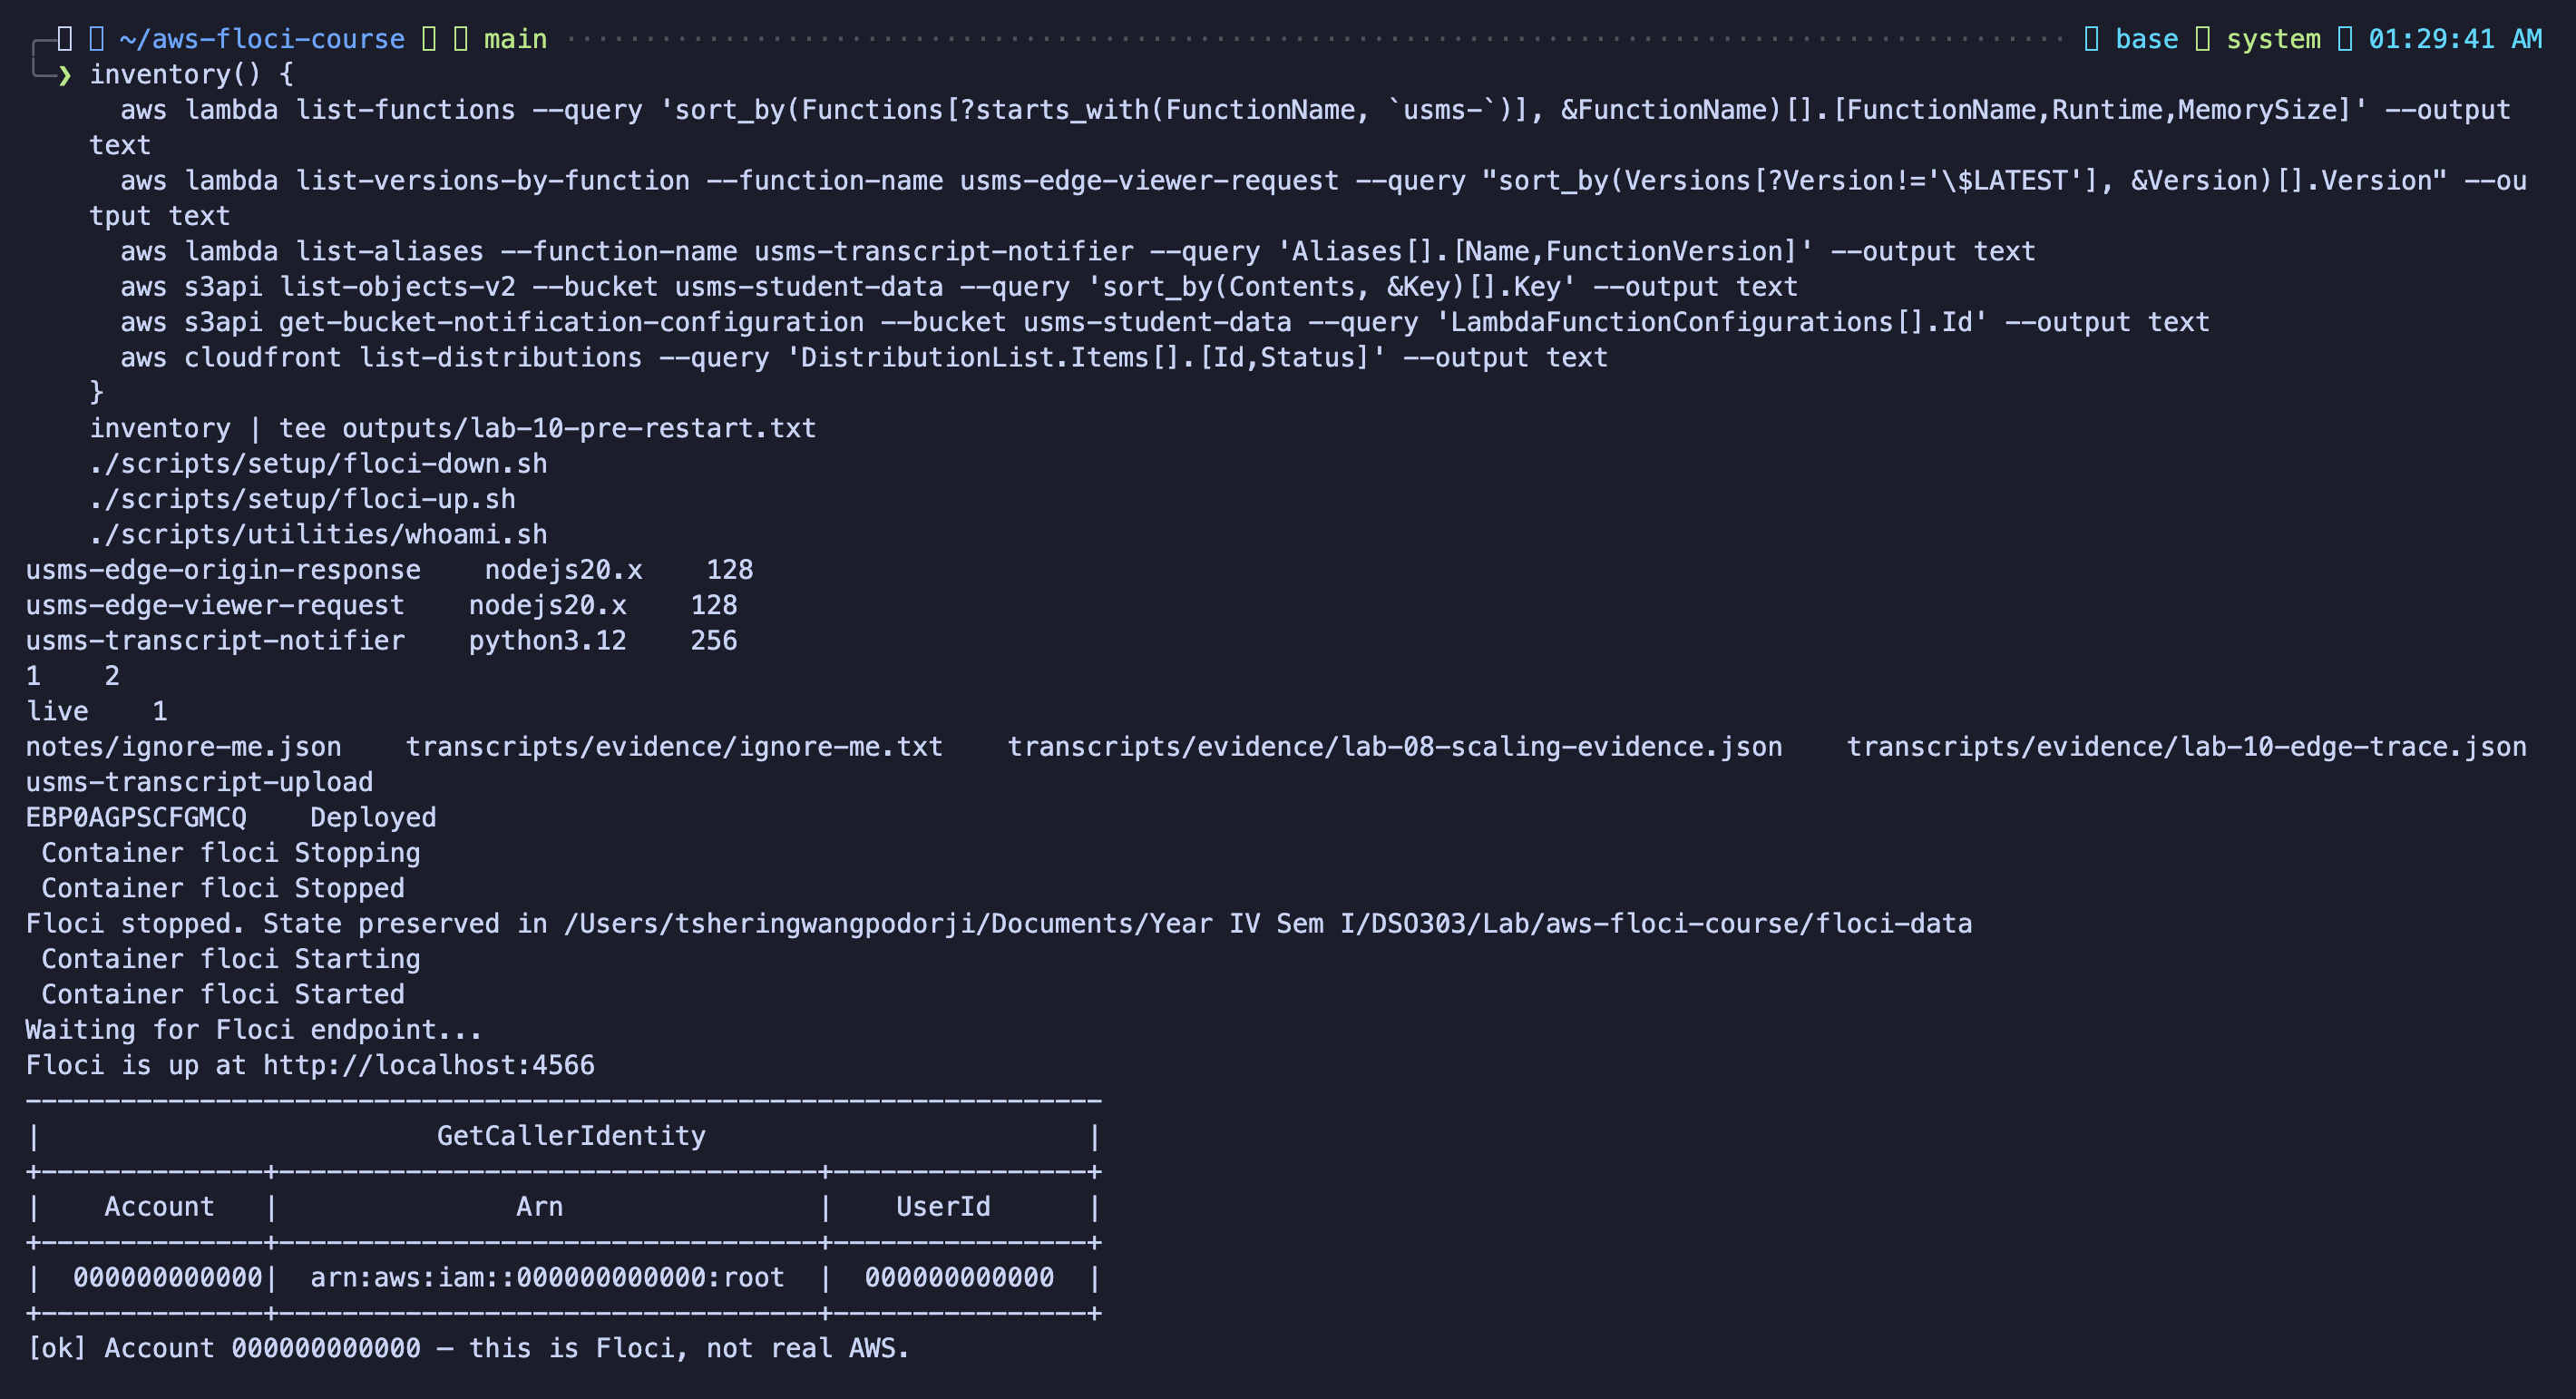 ~/aws-floci-course main base system 01:29:41 AM
❯ inventory() {
aws lambda list-functions --query 'sort_by(Functions[?starts_with(FunctionName, `usms-`)], &FunctionName)[].[FunctionName,Runtime,MemorySize]' --output
text
aws lambda list-versions-by-function --function-name usms-edge-viewer-request --query "sort_by(Versions[?Version!='\$LATEST'], &Version)[].Version" --ou
tput text
aws lambda list-aliases --function-name usms-transcript-notifier --query 'Aliases[].[Name,FunctionVersion]' --output text
aws s3api list-objects-v2 --bucket usms-student-data --query 'sort_by(Contents, &Key)[].Key' --output text
aws s3api get-bucket-notification-configuration --bucket usms-student-data --query 'LambdaFunctionConfigurations[].Id' --output text
aws cloudfront list-distributions --query 'DistributionList.Items[].[Id,Status]' --output text
}
inventory | tee outputs/lab-10-pre-restart.txt
./scripts/setup/floci-down.sh
./scripts/setup/floci-up.sh
./scripts/utilities/whoami.sh
usms-edge-origin-response nodejs20.x 128
usms-edge-viewer-request nodejs20.x 128
usms-transcript-notifier python3.12 256
1 2
live 1
notes/ignore-me.json transcripts/evidence/ignore-me.txt transcripts/evidence/lab-08-scaling-evidence.json transcripts/evidence/lab-10-edge-trace.json
usms-transcript-upload
EBP0AGPSCFGMCQ Deployed
Container floci Stopping
Container floci Stopped
Floci stopped. State preserved in /Users/tsheringwangpodorji/Documents/Year IV Sem I/DSO303/Lab/aws-floci-course/floci-data
Container floci Starting
Container floci Started
Waiting for Floci endpoint...
Floci is up at http://localhost:4566
--------------------------------------------------------------------
| GetCallerIdentity |
+--------------+----------------------------------+----------------+
| Account | Arn | UserId |
+--------------+----------------------------------+----------------+
| 000000000000| arn:aws:iam::000000000000:root | 000000000000 |
+--------------+----------------------------------+----------------+
[ok] Account 000000000000 — this is Floci, not real AWS.